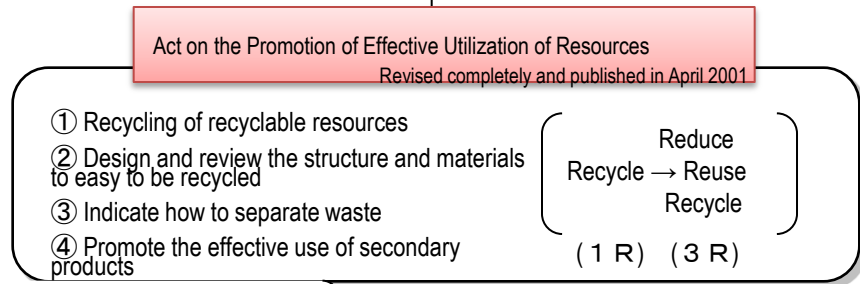 Act on the Promotion of Effective Utilization of Resources
Revised completely and published in April 2001
① Recycling of recyclable resources
② Design and review the structure and materials
to easy to be recycled
③ Indicate how to separate waste
④ Promote the effective use of secondary
products
Reduce
Recycle → Reuse
Recycle
(１R) (３R)